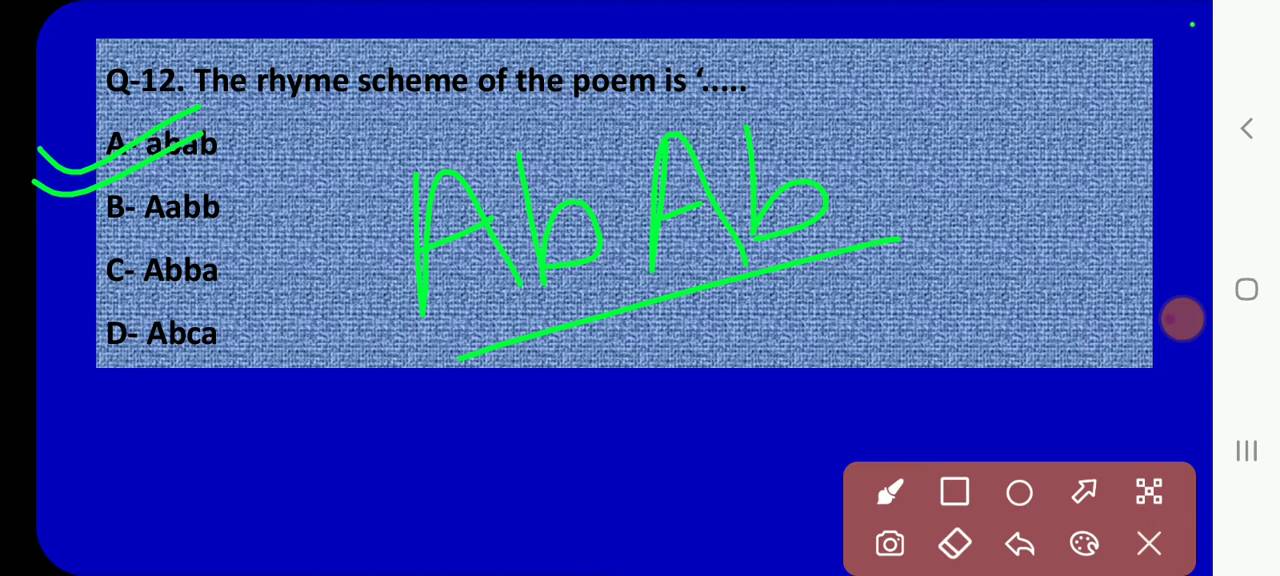 Q-12. The rhyme scheme of the poem is ‘.....
A- abab
B- Aabb
C- Abba
D- Abca
Ab Ab